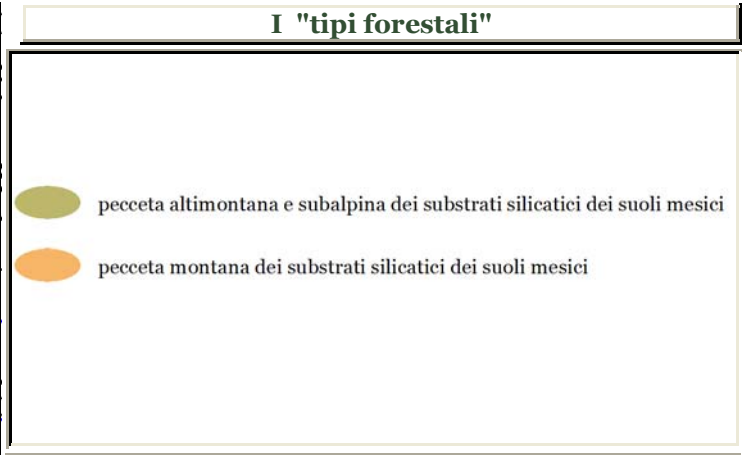 I "tipi forestali"
pecceta altimontana e subalpina dei substrati silicatici dei suoli mesici
pecceta montana dei substrati silicatici dei suoli mesici